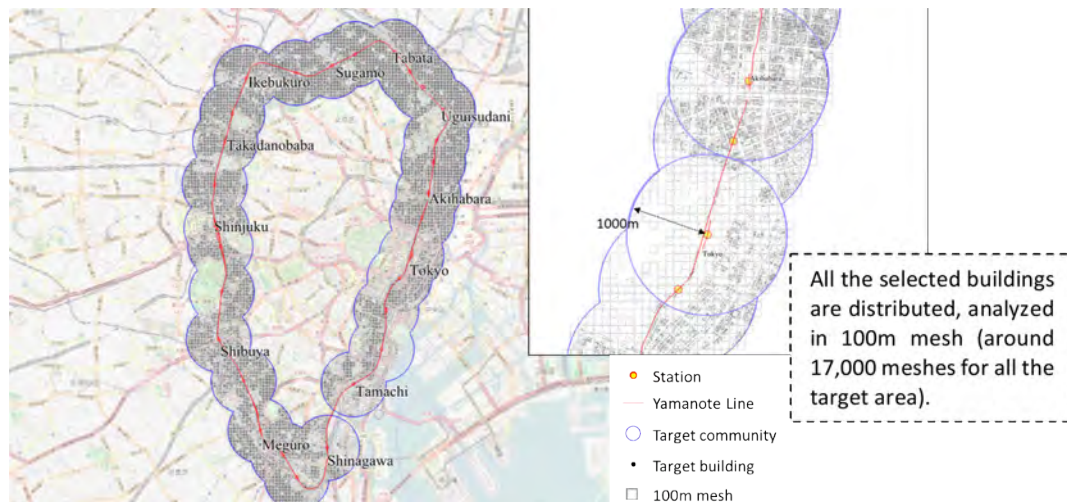 Tabata
Sugamo
Ikebukuro
Uguisudani
Takadanobaba
Akihabara
Shinjuku
Tokyo
Shibuya
Tamachi
Meguro
Shinagawa
Akihabara
1000m
Tokyo
All the selected buildings
are distributed, analyzed
in 100m mesh (around
17,000 meshes for all the
target area).
Station
Yamanote Line
Target community
Target building
100m mesh